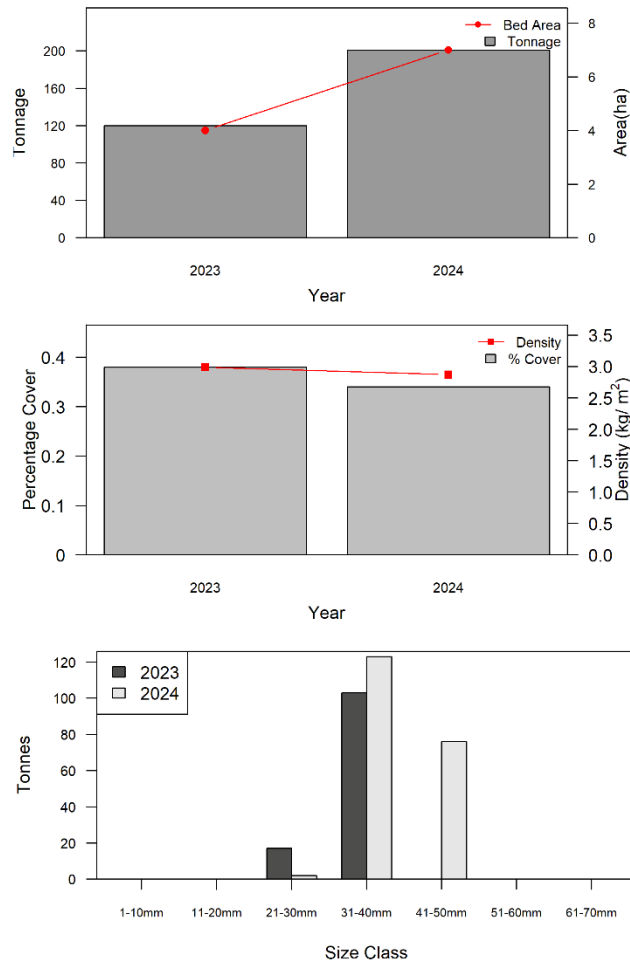 Tonnage
200
160
120
80
40
0
Bed Area
Tonnage
8
6
4
2
0
Area(ha)
2023 2024
Year
Percentage Cover
0.4
0.3
0.2
0.1
0
Density
% Cover
3.5
3.0
2.5
2.0
1.5
1.0
0.5
0.0
Density (kg/ m²)
2023 2024
Year
Tonnes
120
100
80
60
40
20
0
2023
2024
1-10mm 11-20mm 21-30mm 31-40mm 41-50mm 51-60mm 61-70mm
Size Class